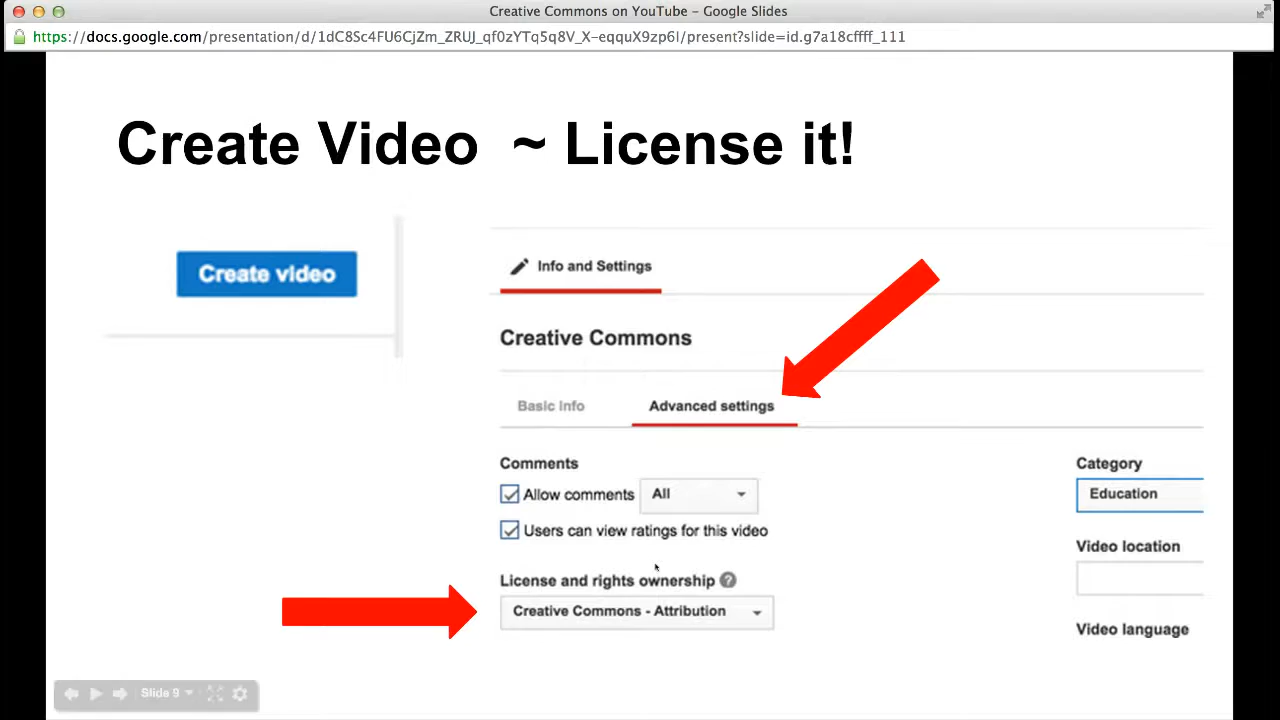 Creative Commons on YouTube – Google Slides
https://docs.google.com/presentation/d/1dC8Sc4FU6CjZm_ZRUJ_qf0zYTq5q8V_X-eqquX9zp6I/present?slide=id.g7a18cffff_111
Create Video ~ License it!
Create video
Info and Settings
Creative Commons
Basic Info
Advanced settings
Comments
Allow comments
All
Users can view ratings for this video
License and rights ownership ?
Creative Commons - Attribution
Category
Education
Video location
Video language
Slide 9